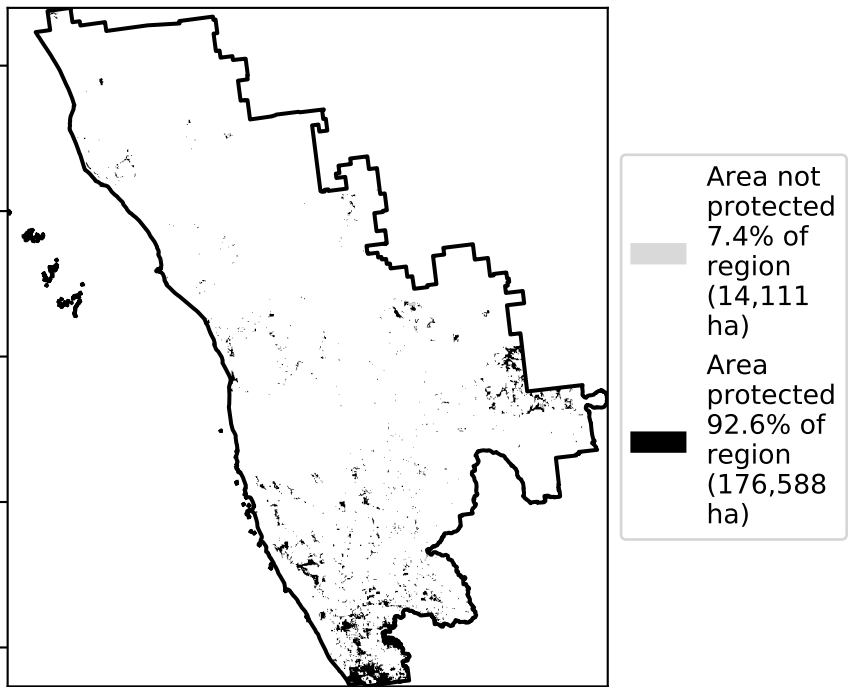 Area not
protected
7.4% of
region
(14,111
ha)
Area
protected
92.6% of
region
(176,588
ha)